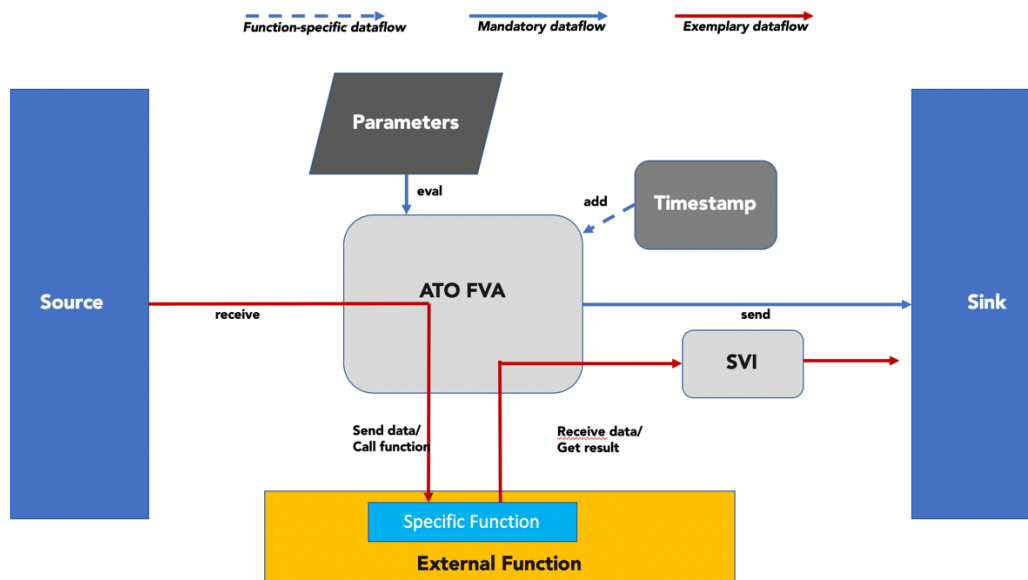 Function-specific dataflow
Mandatory dataflow
Exemplary dataflow
Parameters
eval
add
Timestamp
Source
ATO FVA
Sink
receive
send
SVI
Send data/
Call function
Receive data/
Get result
Specific Function
External Function